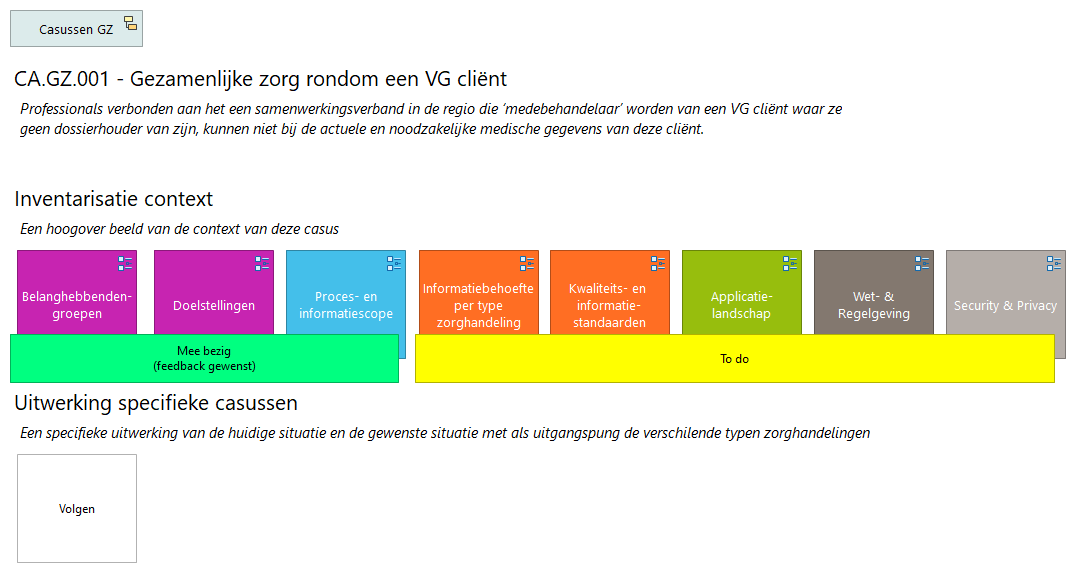 Casussen GZ
CA.GZ.001 - Gezamenlijke zorg rondom een VG cliënt
Professionals verbonden aan het een samenwerkingsverband in de regio die ‘medebehandelaar’ worden van een VG cliënt waar ze
geen dossierhouder van zijn, kunnen niet bij de actuele en noodzakelijke medische gegevens van deze cliënt.
Inventarisatie context
Een hoogover beeld van de context van deze casus
Belanghebbenden-
groepen
Doelstellingen
Proces- en
informatiescope
Informatiebehoefte
per type
zorghandeling
Kwaliteits- en
informatie-
standaarden
Applicatie-
landschap
Wet- &
Regelgeving
Security & Privacy
Mee bezig
(feedback gewenst)
To do
Uitwerking specifieke casussen
Een specifieke uitwerking van de huidige situatie en de gewenste situatie met als uitgangspung de verschilende typen zorghandelingen
Volgen